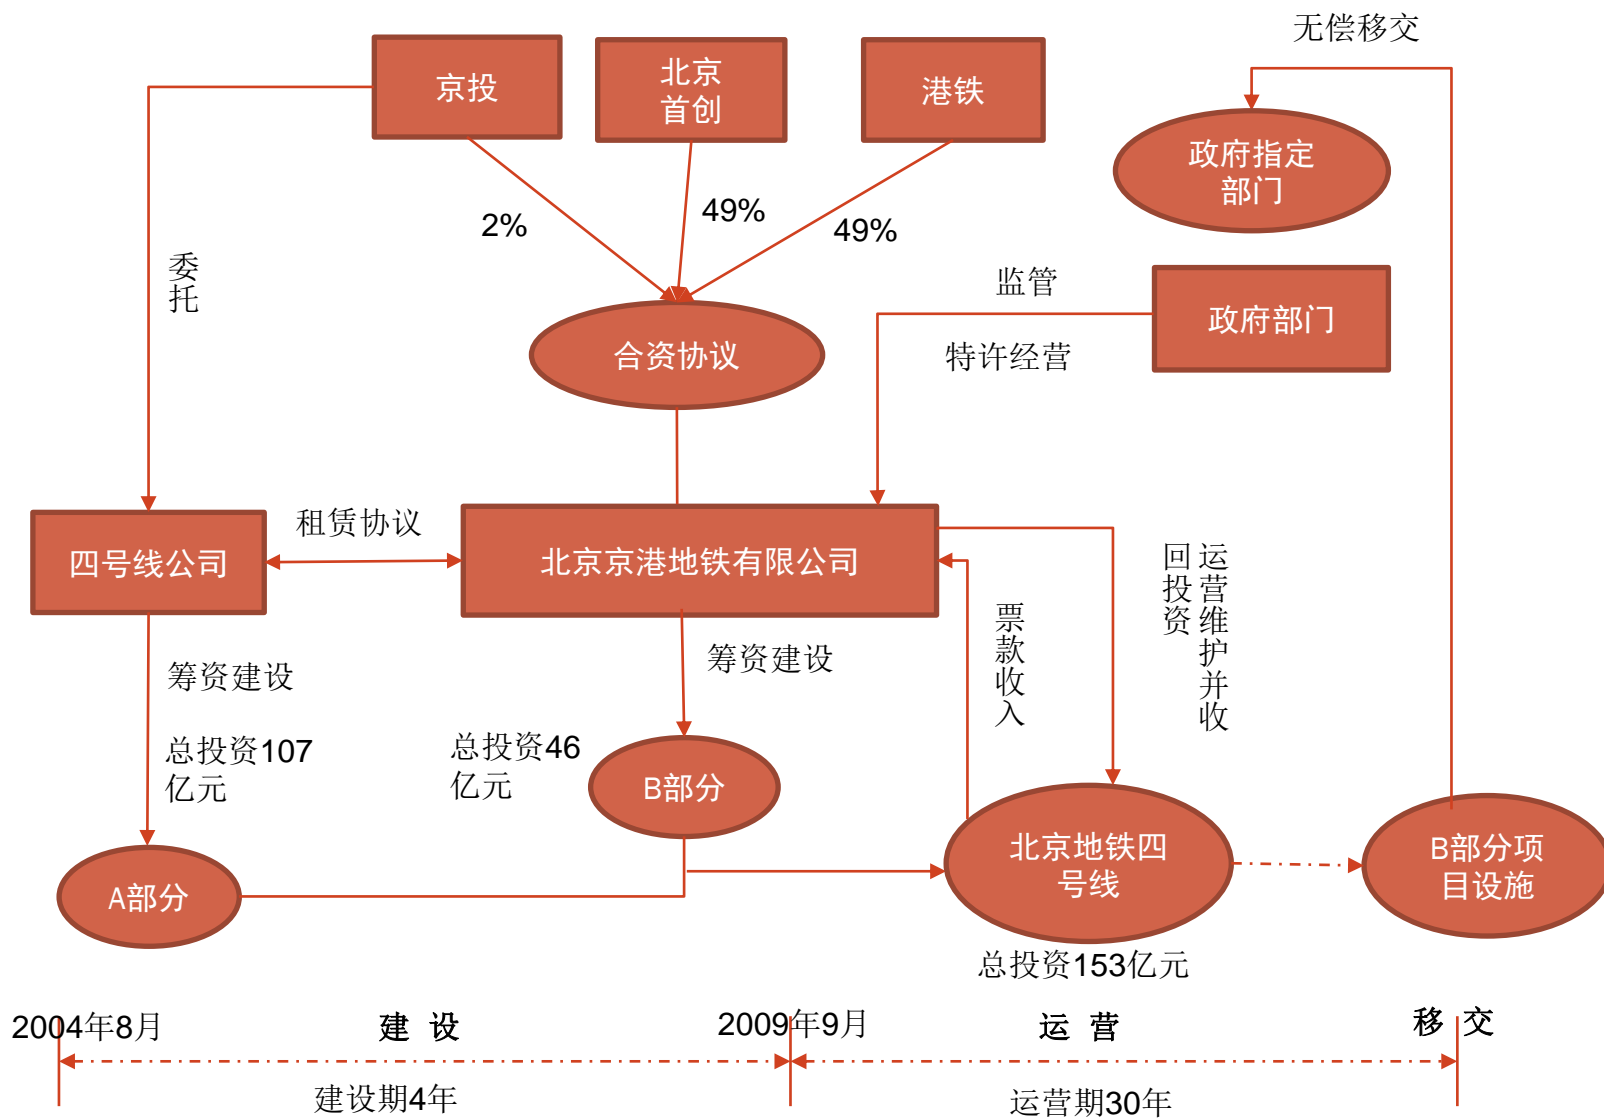 无偿移交
京投
北京
首创
港铁
政府指定
部门
2%
49%
49%
委
托
监管
政府部门
特许经营
合资协议
租赁协议
四号线公司
北京京港地铁有限公司
运营维护并收
回投资
票款收入
筹资建设
筹资建设
总投资107
亿元
总投资46
亿元
B部分
A部分
北京地铁四
号线
B部分项
目设施
总投资153亿元
2004年8月
建 设
2009年9月
运 营
移 交
建设期4年
运营期30年